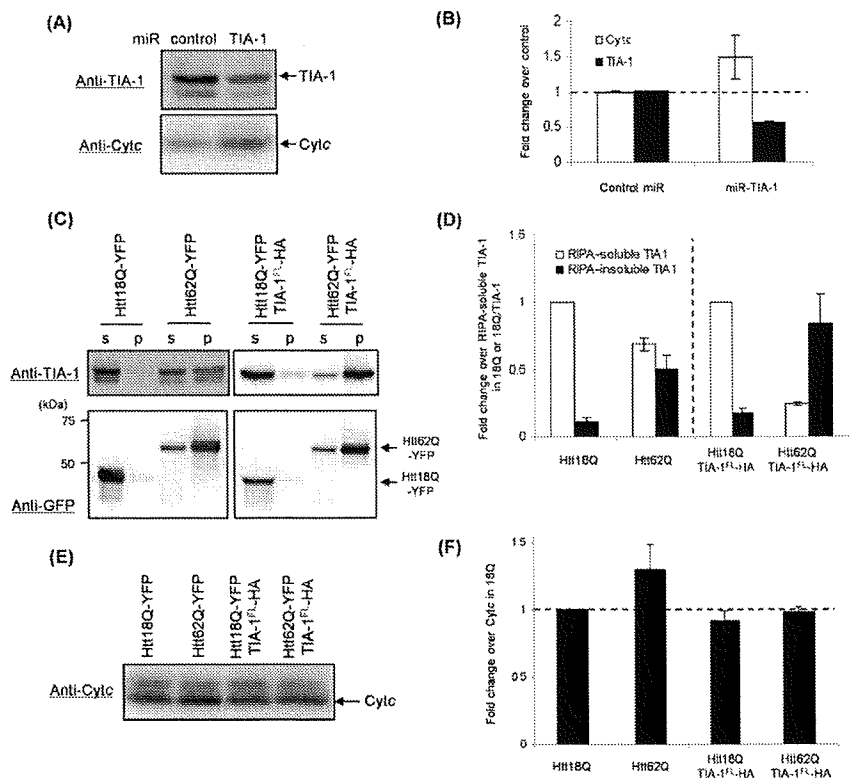 (A)
miR control TIA-1
Anti-TIA-1
TIA-1
Anti-Cytc
Cytc
(B)
Fold change over control
2
1.5
1
0.5
0
Cytc
TIA-1
Control miR
miR-TIA-1
(C)
Htt18Q-YFP
Htt62Q-YFP
Htt18Q-YFP
TIA-1FL-HA
Htt62Q-YFP
TIA-1FL-HA
s p s p s p s p
Anti-TIA-1
(kDa)
75
50
Htt62Q
-YFP
Htt18Q
-YFP
Anti-GFP
(D)
Fold change over RIPA-soluble TIA-1
in 18Q or 18Q/TIA-1
1.5
1
0.5
0
RIPA-soluble TIA1
RIPA-insoluble TIA1
Htt18Q
Htt62Q
Htt18Q
TIA-1FL-HA
Htt62Q
TIA-1FL-HA
(E)
Htt18Q-YFP
Htt62Q-YFP
Htt18Q-YFP
TIA-1FL-HA
Htt62Q-YFP
TIA-1FL-HA
Anti-Cytc
Cytc
(F)
Fold change over Cytc in 18Q
1.5
1
0.5
0
Htt18Q
Htt62Q
Htt18Q
TIA-1FL-HA
Htt62Q
TIA-1FL-HA